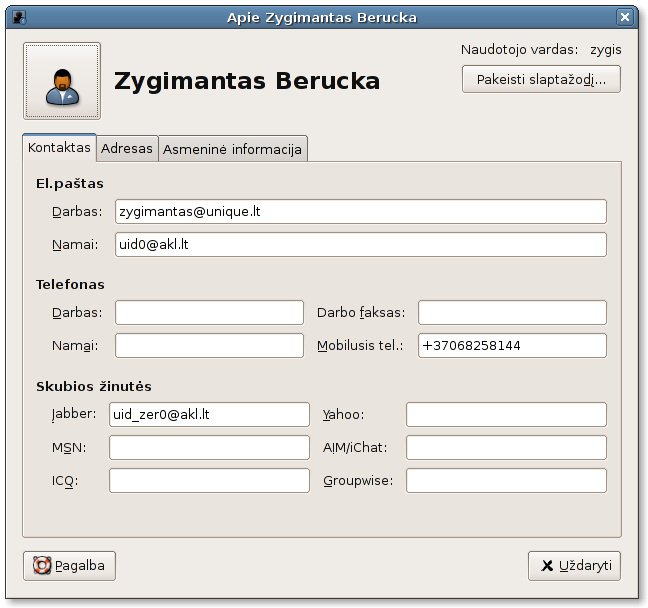 Apie Zygimantas Berucka
Naudotojo vardas: zygis
Zygimantas Berucka
Pakeisti slaptažodį...
Kontaktas Adresas Asmeninė informacija
El.paštas
Darbas: zygimantas@unique.lt
Namai: uid0@akl.lt
Telefonas
Darbas: Darbo faksas:
Namai: Mobilusis tel.: +37068258144
Skubios žinutės
Jabber: uid_zer0@akl.lt Yahoo:
MSN: AIM/iChat:
ICQ: Groupwise:
Pagalba Uždaryti